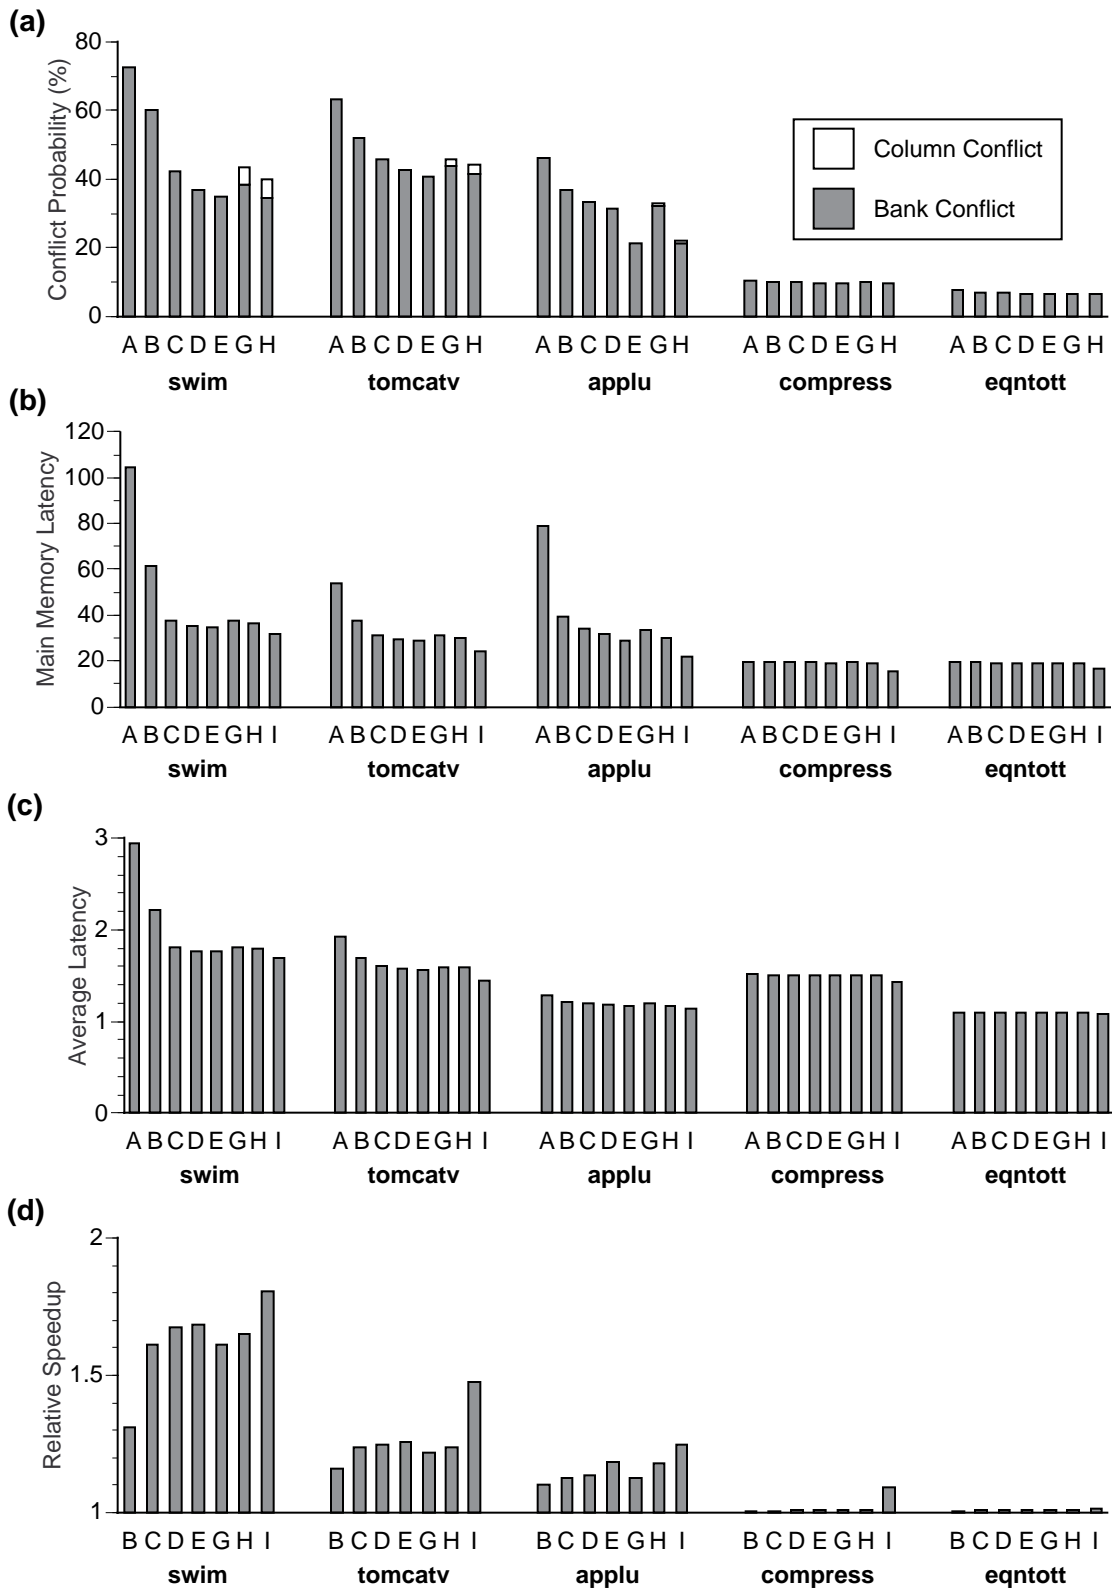 (a)
Conflict Probability (%)
80
60
40
20
0
Column Conflict
Bank Conflict
A B C D E G H A B C D E G H A B C D E G H A B C D E G H A B C D E G H
swim tomcatv applu compress eqntott
(b)
Main Memory Latency
120
100
80
60
40
20
0
A B C D E G H I A B C D E G H I A B C D E G H I A B C D E G H I A B C D E G H I
swim tomcatv applu compress eqntott
(c)
Average Latency
3
2
1
0
A B C D E G H I A B C D E G H I A B C D E G H I A B C D E G H I A B C D E G H I
swim tomcatv applu compress eqntott
(d)
Relative Speedup
2
1.5
1
B C D E G H I B C D E G H I B C D E G H I B C D E G H I B C D E G H I
swim tomcatv applu compress eqntott